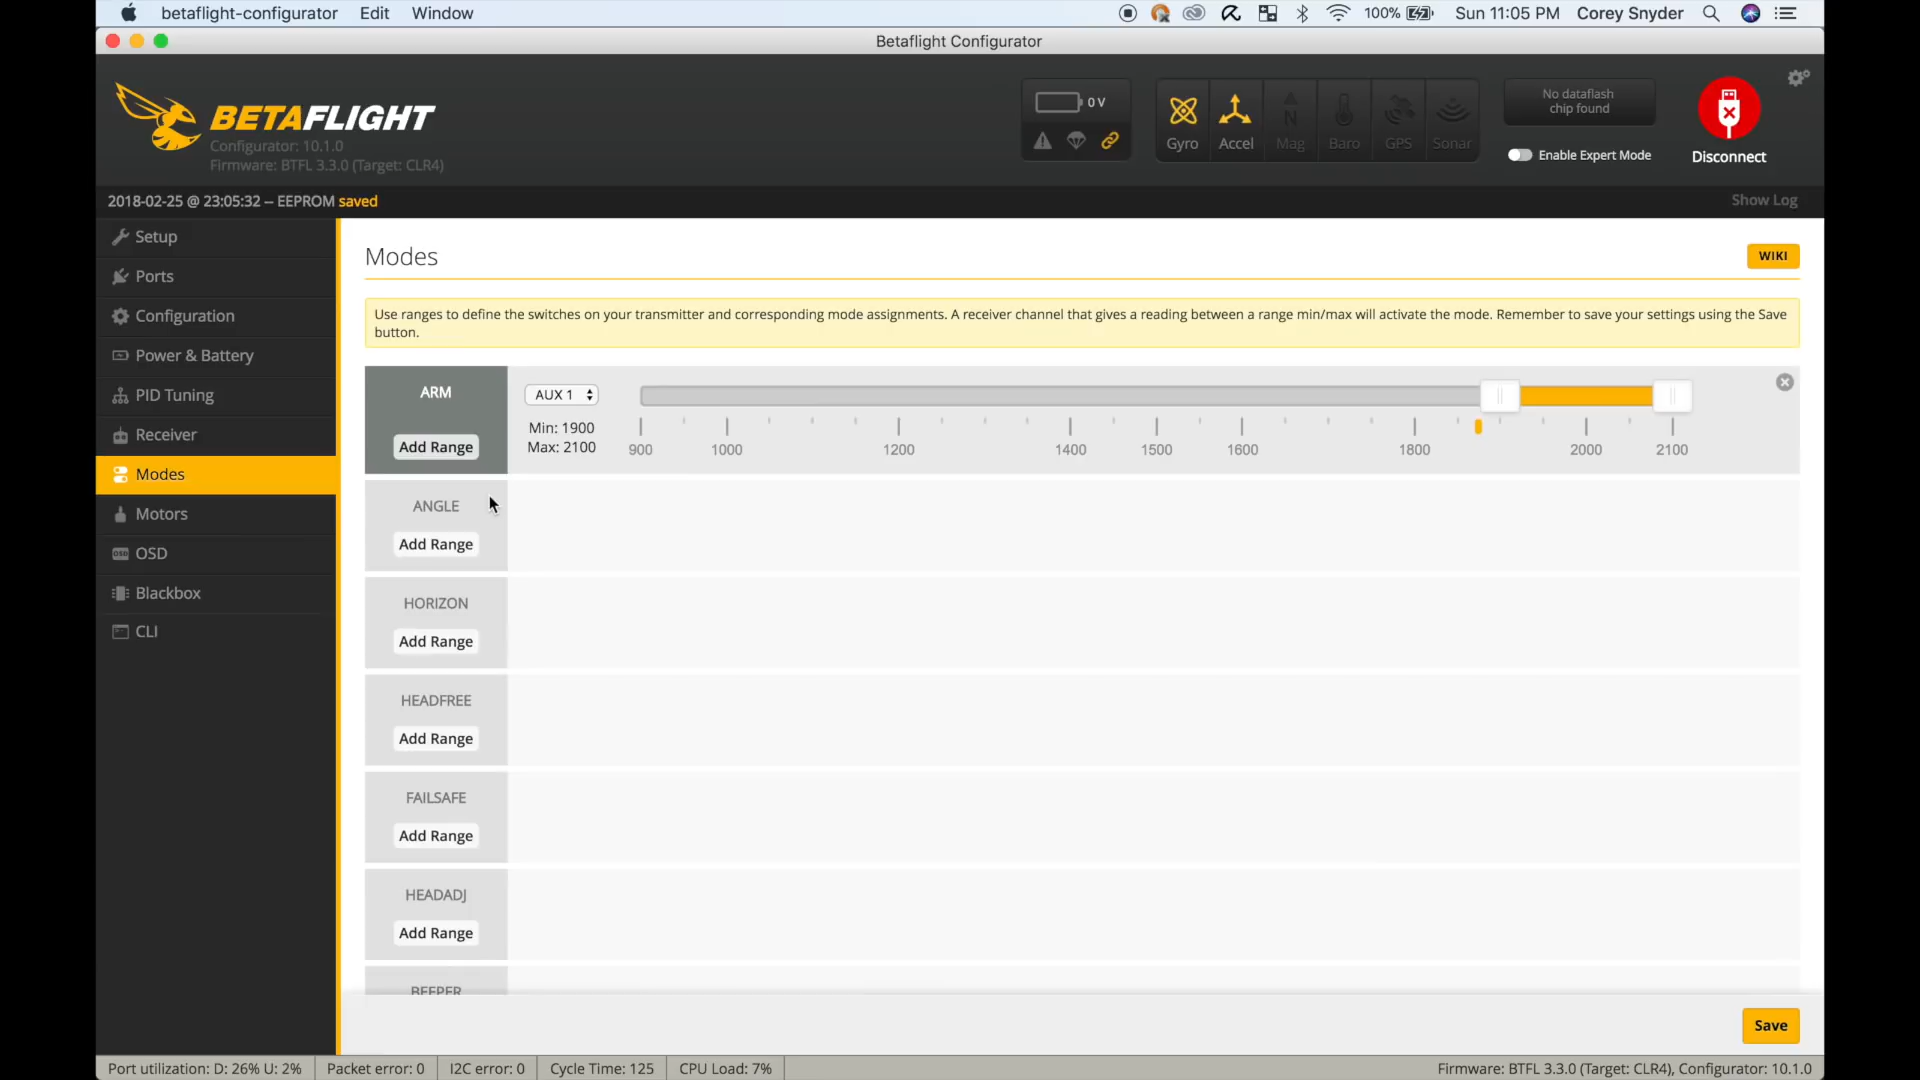 betaflight-configurator Edit Window 100% Sun 11:05 PM Corey Snyder
Betaflight Configurator
BETAFLIGHT
Configurator: 10.1.0
Firmware: BTFL 3.3.0 (Target: CLR4)
0 V
Gyro Accel Mag Baro GPS Sonar
No dataflash
chip found
Enable Expert Mode
Disconnect
2018-02-25 @ 23:05:32 -- EEPROM saved
Show Log
Setup
Ports
Configuration
Power & Battery
PID Tuning
Receiver
Modes
Motors
OSD
Blackbox
CLI
Modes
WIKI
Use ranges to define the switches on your transmitter and corresponding mode assignments. A receiver channel that gives a reading between a range min/max will activate the mode. Remember to save your settings using the Save
button.
ARM
Add Range
AUX 1
Min: 1900
Max: 2100
900 1000 1200 1400 1500 1600 1800 2000 2100
ANGLE
Add Range
HORIZON
Add Range
HEADFREE
Add Range
FAILSAFE
Add Range
HEADADJ
Add Range
BEEPER
Save
Port utilization: D: 26% U: 2% Packet error: 0 I2C error: 0 Cycle Time: 125 CPU Load: 7% Firmware: BTFL 3.3.0 (Target: CLR4), Configurator: 10.1.0